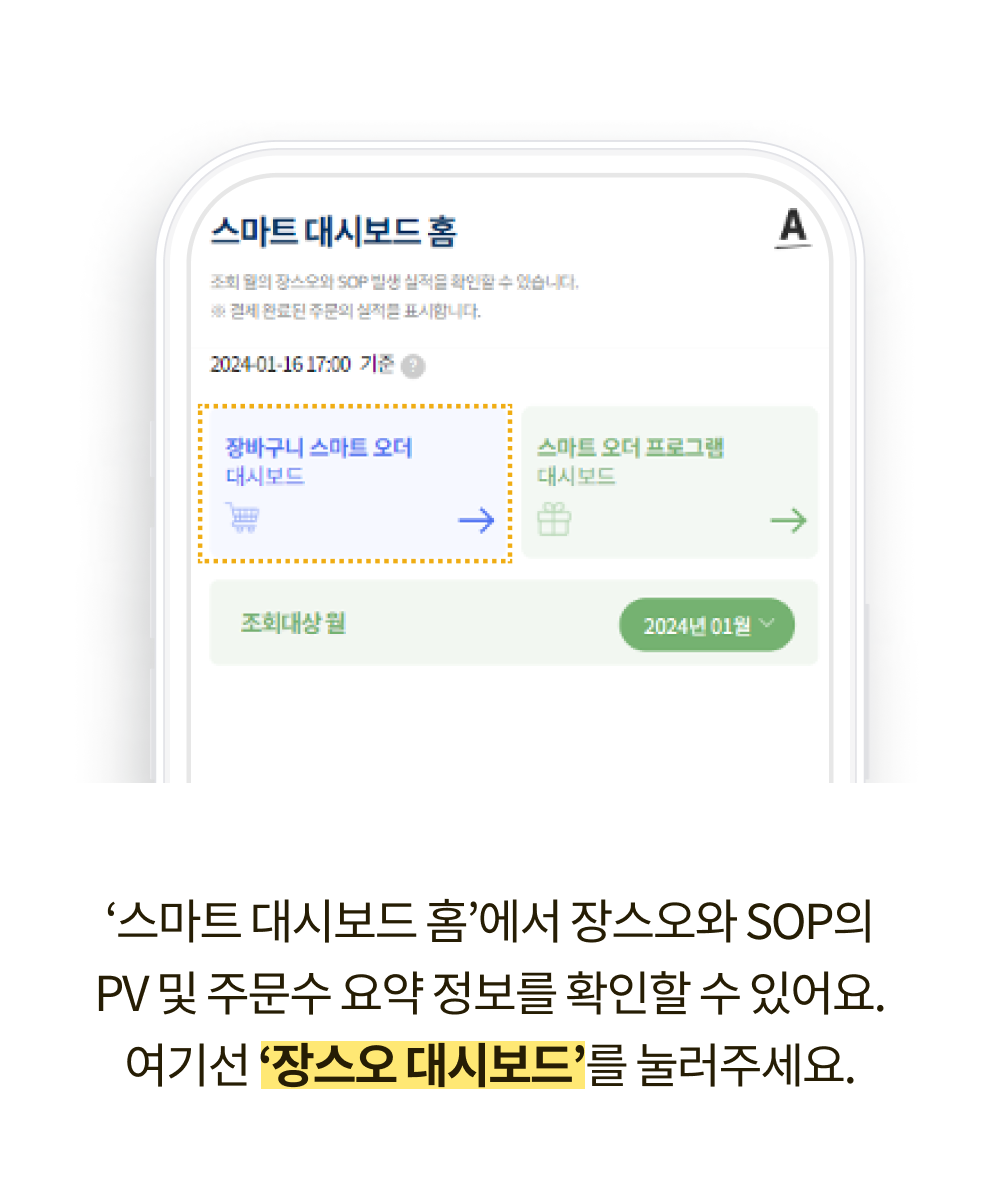 스마트 대시보드 홈
A
조회 월의 장스오와 SOP 발생 실적을 확인할 수 있습니다.
※ 결제 완료된 주문의 실적을 표시합니다.
2024-01-16 17:00 기준 ?
장바구니 스마트 오더
대시보드
스마트 오더 프로그램
대시보드
조회대상 월
2024년 01월
‘스마트 대시보드 홈’에서 장스오와 SOP의
PV 및 주문수 요약 정보를 확인할 수 있어요.
여기선 ‘장스오 대시보드’를 눌러주세요.